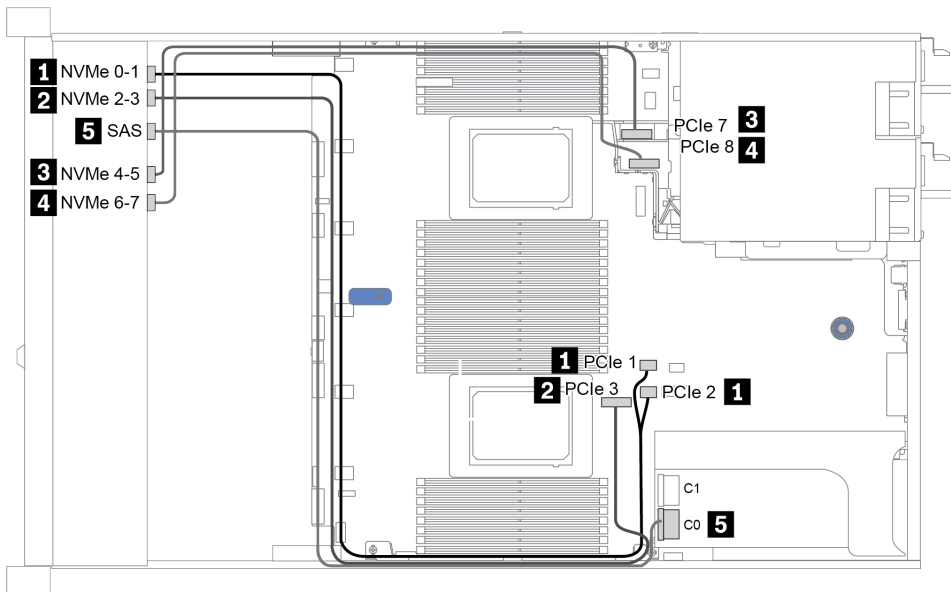 1 NVMe 0-1
2 NVMe 2-3
5 SAS
3 NVMe 4-5
4 NVMe 6-7
PCIe 7 3
PCIe 8 4
1 PCIe 1
2 PCIe 3
PCIe 2 1
C1
C0 5